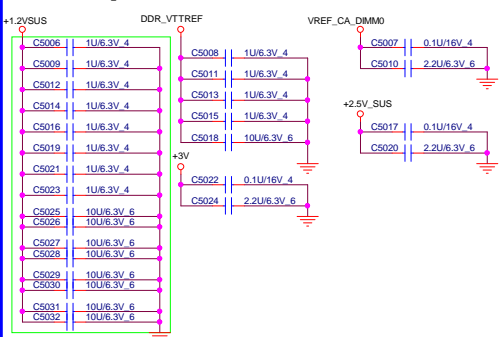 +1.2VSUS
C5006 1U/6.3V_4
C5009 1U/6.3V_4
C5012 1U/6.3V_4
C5014 1U/6.3V_4
C5016 1U/6.3V_4
C5019 1U/6.3V_4
C5021 1U/6.3V_4
C5023 1U/6.3V_4
C5025 10U/6.3V_6
C5026 10U/6.3V_6
C5027 10U/6.3V_6
C5028 10U/6.3V_6
C5029 10U/6.3V_6
C5030 10U/6.3V_6
C5031 10U/6.3V_6
C5032 10U/6.3V_6
DDR_VTTREF
C5008 1U/6.3V_4
C5011 1U/6.3V_4
C5013 1U/6.3V_4
C5015 1U/6.3V_4
C5018 10U/6.3V_6
+3V
C5022 0.1U/16V_4
C5024 2.2U/6.3V_6
VREF_CA_DIMM0
C5007 0.1U/16V_4
C5010 2.2U/6.3V_6
+2.5V_SUS
C5017 0.1U/16V_4
C5020 2.2U/6.3V_6